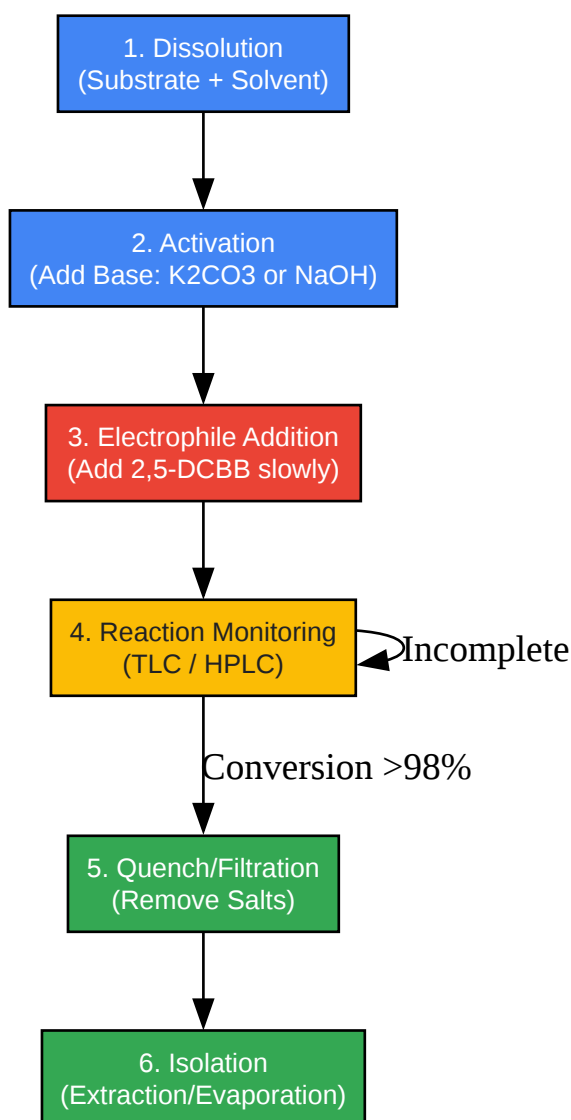 1. Dissolution
(Substrate + Solvent)
2. Activation
(Add Base: K2CO3 or NaOH)
3. Electrophile Addition
(Add 2,5-DCBB slowly)
4. Reaction Monitoring
(TLC / HPLC)
Incomplete
Conversion >98%
5. Quench/Filtration
(Remove Salts)
6. Isolation
(Extraction/Evaporation)